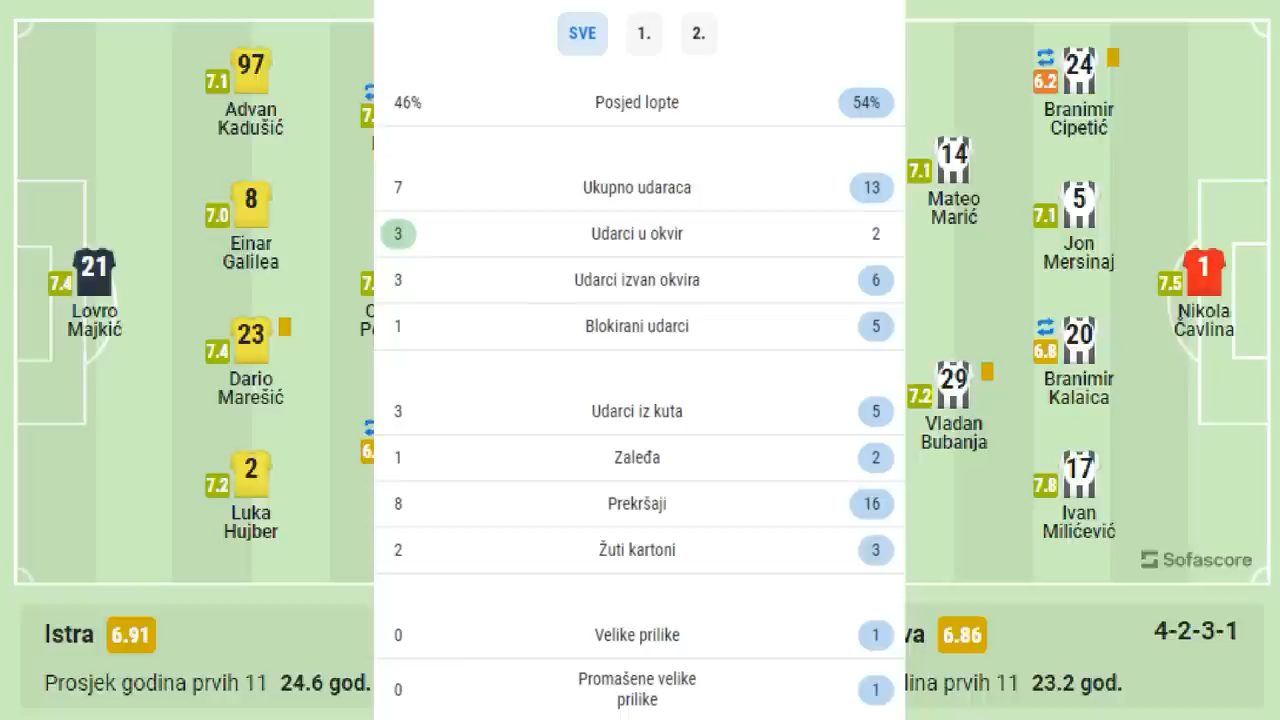 SVE 1. 2.
46% Posjed lopte 54%
7 Ukupno udaraca 13
3 Udarci u okvir 2
3 Udarci izvan okvira 6
1 Blokirani udarci 5
3 Udarci iz kuta 5
1 Zaleđa 2
8 Prekršaji 16
2 Žuti kartoni 3
0 Velike prilike 1
0 Promašene velike 1
prilike
21
7.4
Lovro
Majkić
97
7.1
Advan
Kadušić
8
7.0
Einar
Galilea
23
7.4
Dario
Marešić
2
7.2
Luka
Hujber
14
7.1
Mateo
Marić
29
7.2
Vladan
Bubanja
24
6.2
Branimir
Cipetić
5
7.1
Jon
Mersinaj
20
6.8
Branimir
Kalaica
17
7.8
Ivan
Milićević
1
7.5
Nikola
Čavlina
Sofascore
Istra 6.91
Prosjek godina prvih 11 24.6 god.
va 6.86 4-2-3-1
dina prvih 11 23.2 god.